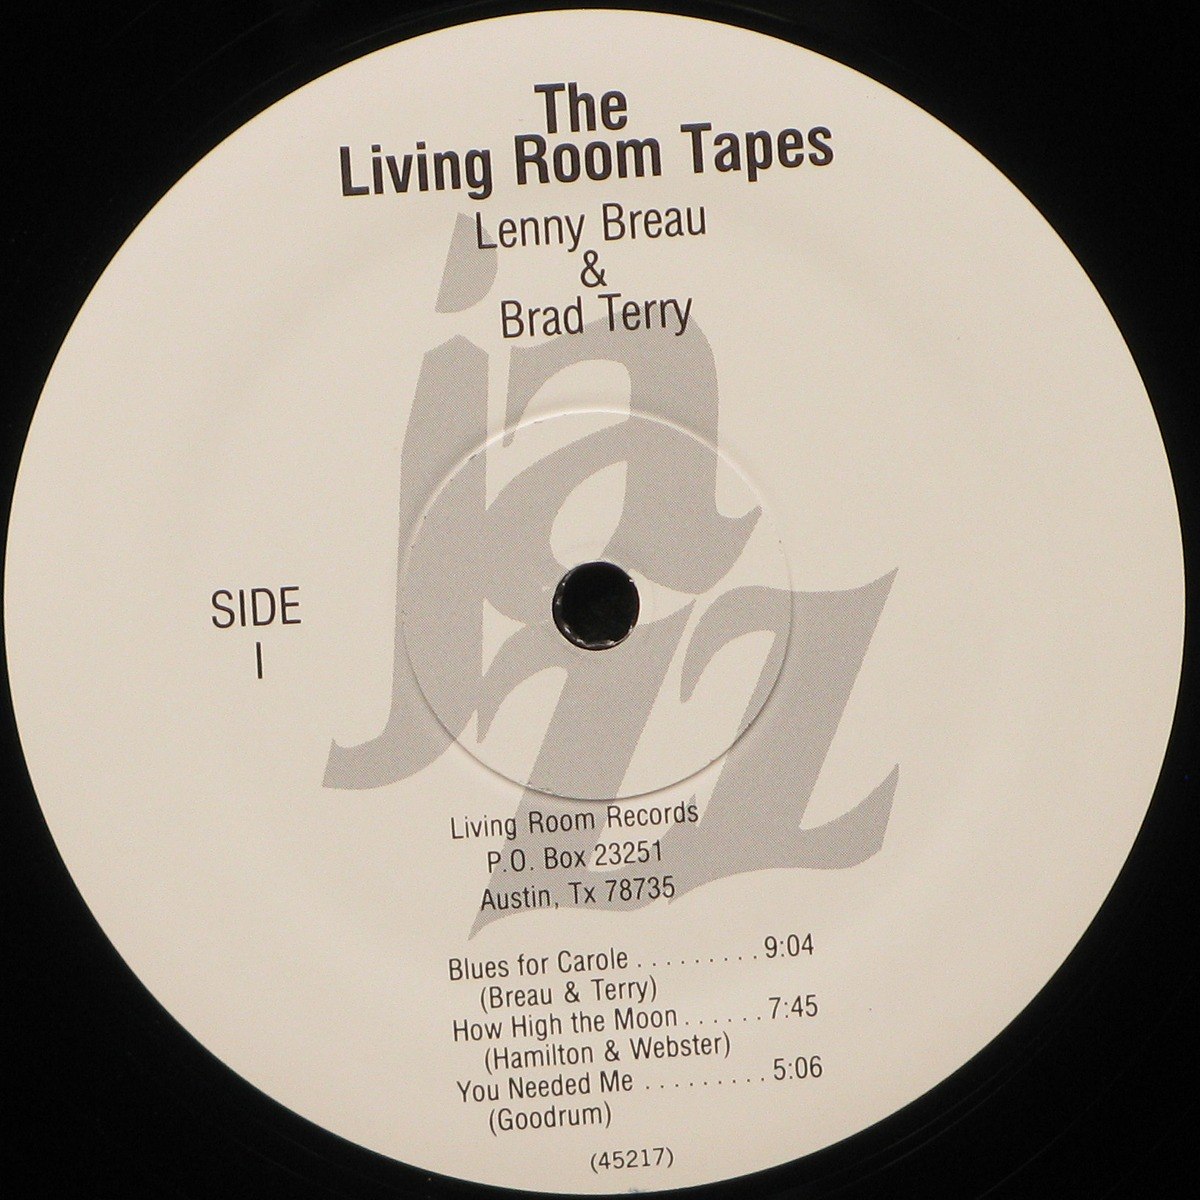 The
Living Room Tapes
Lenny Breau
&
Brad Terry
jazz
SIDE
I
Living Room Records
P.O. Box 23251
Austin, Tx 78735
Blues for Carole . . . . . . . . . 9:04
(Breau & Terry)
How High the Moon . . . . . . 7:45
(Hamilton & Webster)
You Needed Me . . . . . . . . . 5:06
(Goodrum)
(45217)